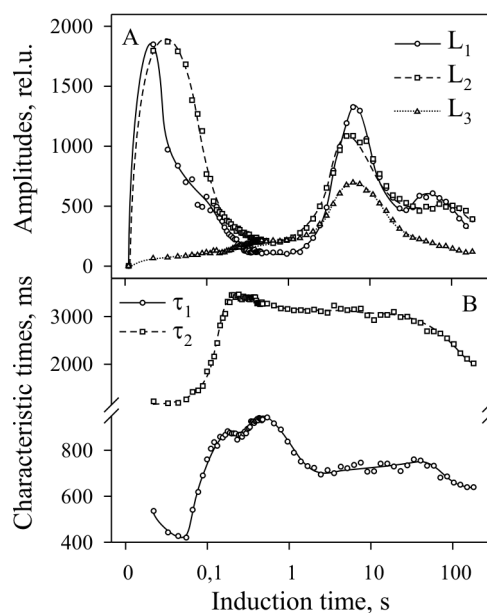 A
L1
L2
L3
Amplitudes, rel.u.
2000
1500
1000
500
0
B
τ1
τ2
Characteristic times, ms
3000
2000
800
600
400
0
0,1
1
10
100
Induction time, s